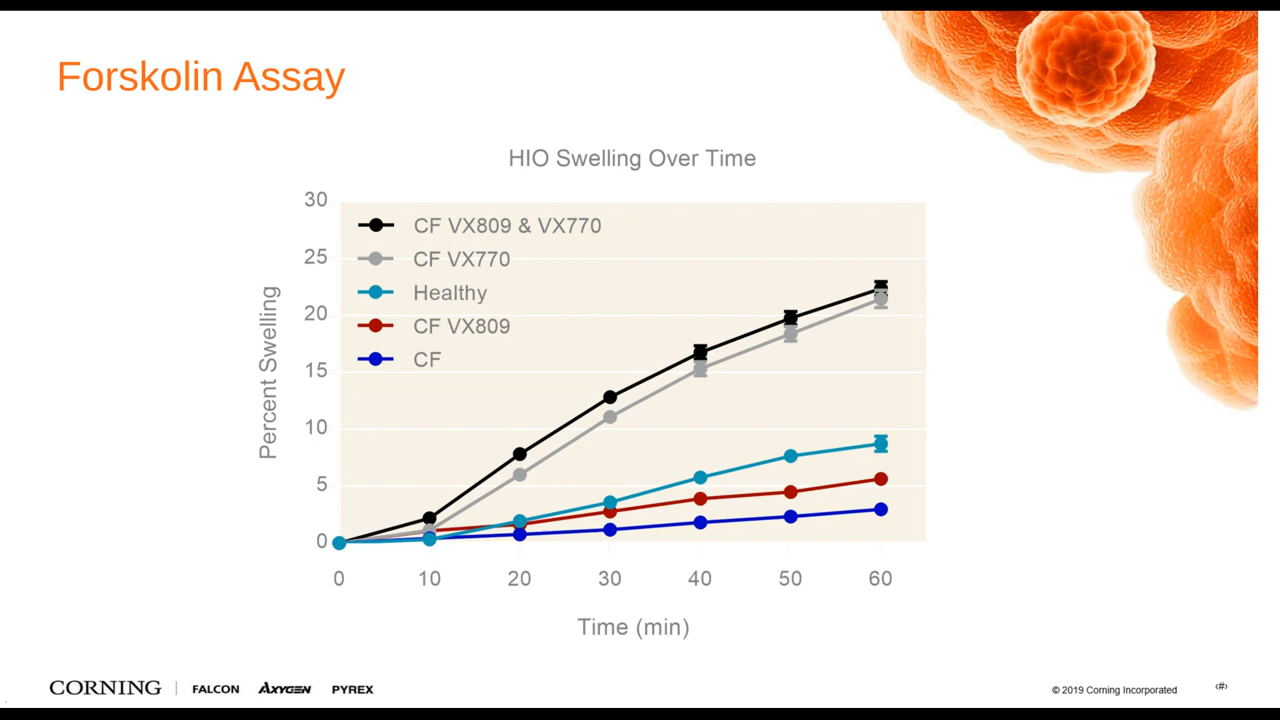 Forskolin Assay
HIO Swelling Over Time
30
25
20
15
10
5
0
Percent Swelling
CF VX809 & VX770
CF VX770
Healthy
CF VX809
CF
0 10 20 30 40 50 60
Time (min)
CORNING | FALCON AXYGEN PYREX
© 2019 Corning Incorporated
‹#›